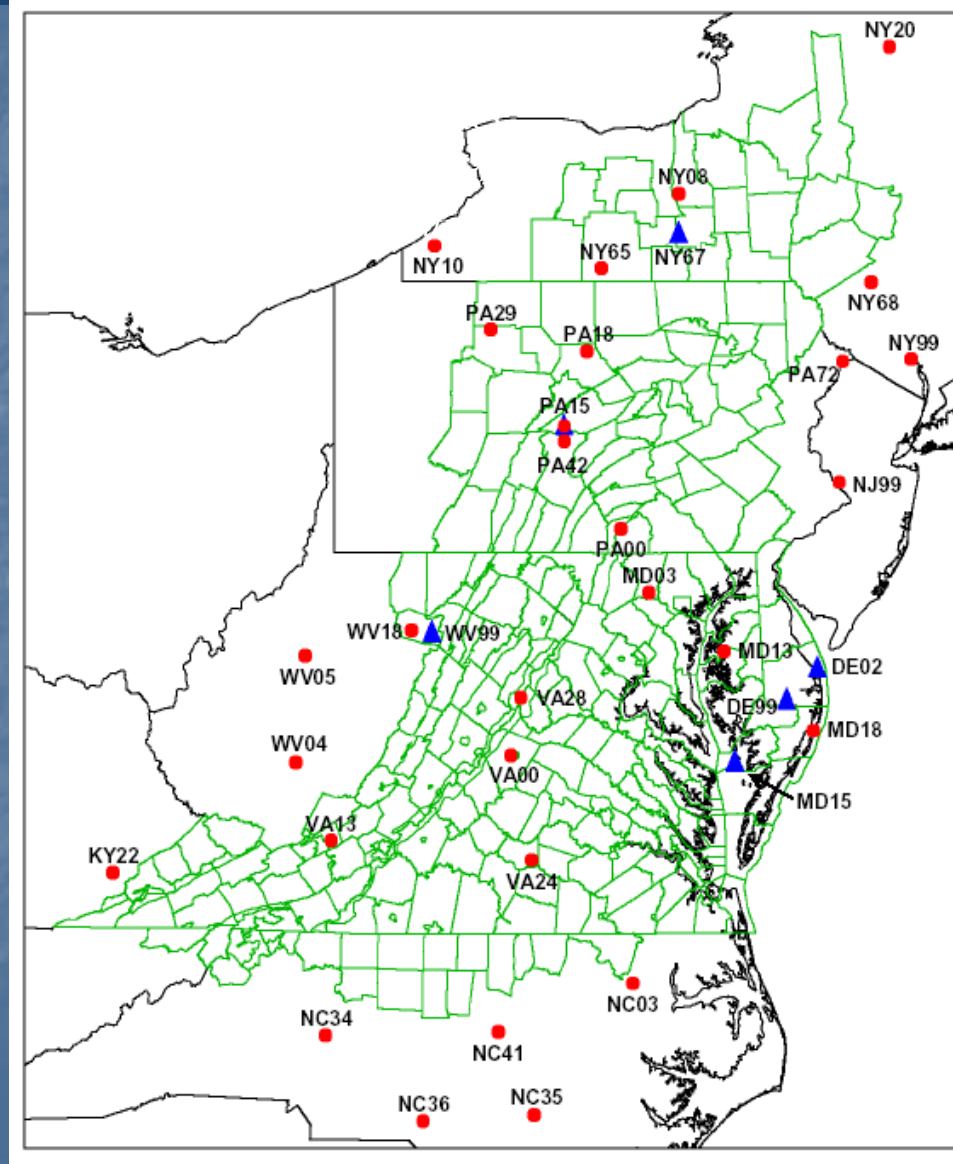 NY20
NY08
NY67
NY10
NY65
NY68
PA29
PA18
NY99
PA72
PA15
PA42
NJ99
PA00
MD03
WV18
WV99
MD13
WV05
DE02
VA28
DE99
MD18
WV04
VA00
MD15
VA13
KY22
VA24
NC03
NC34
NC41
NC36
NC35